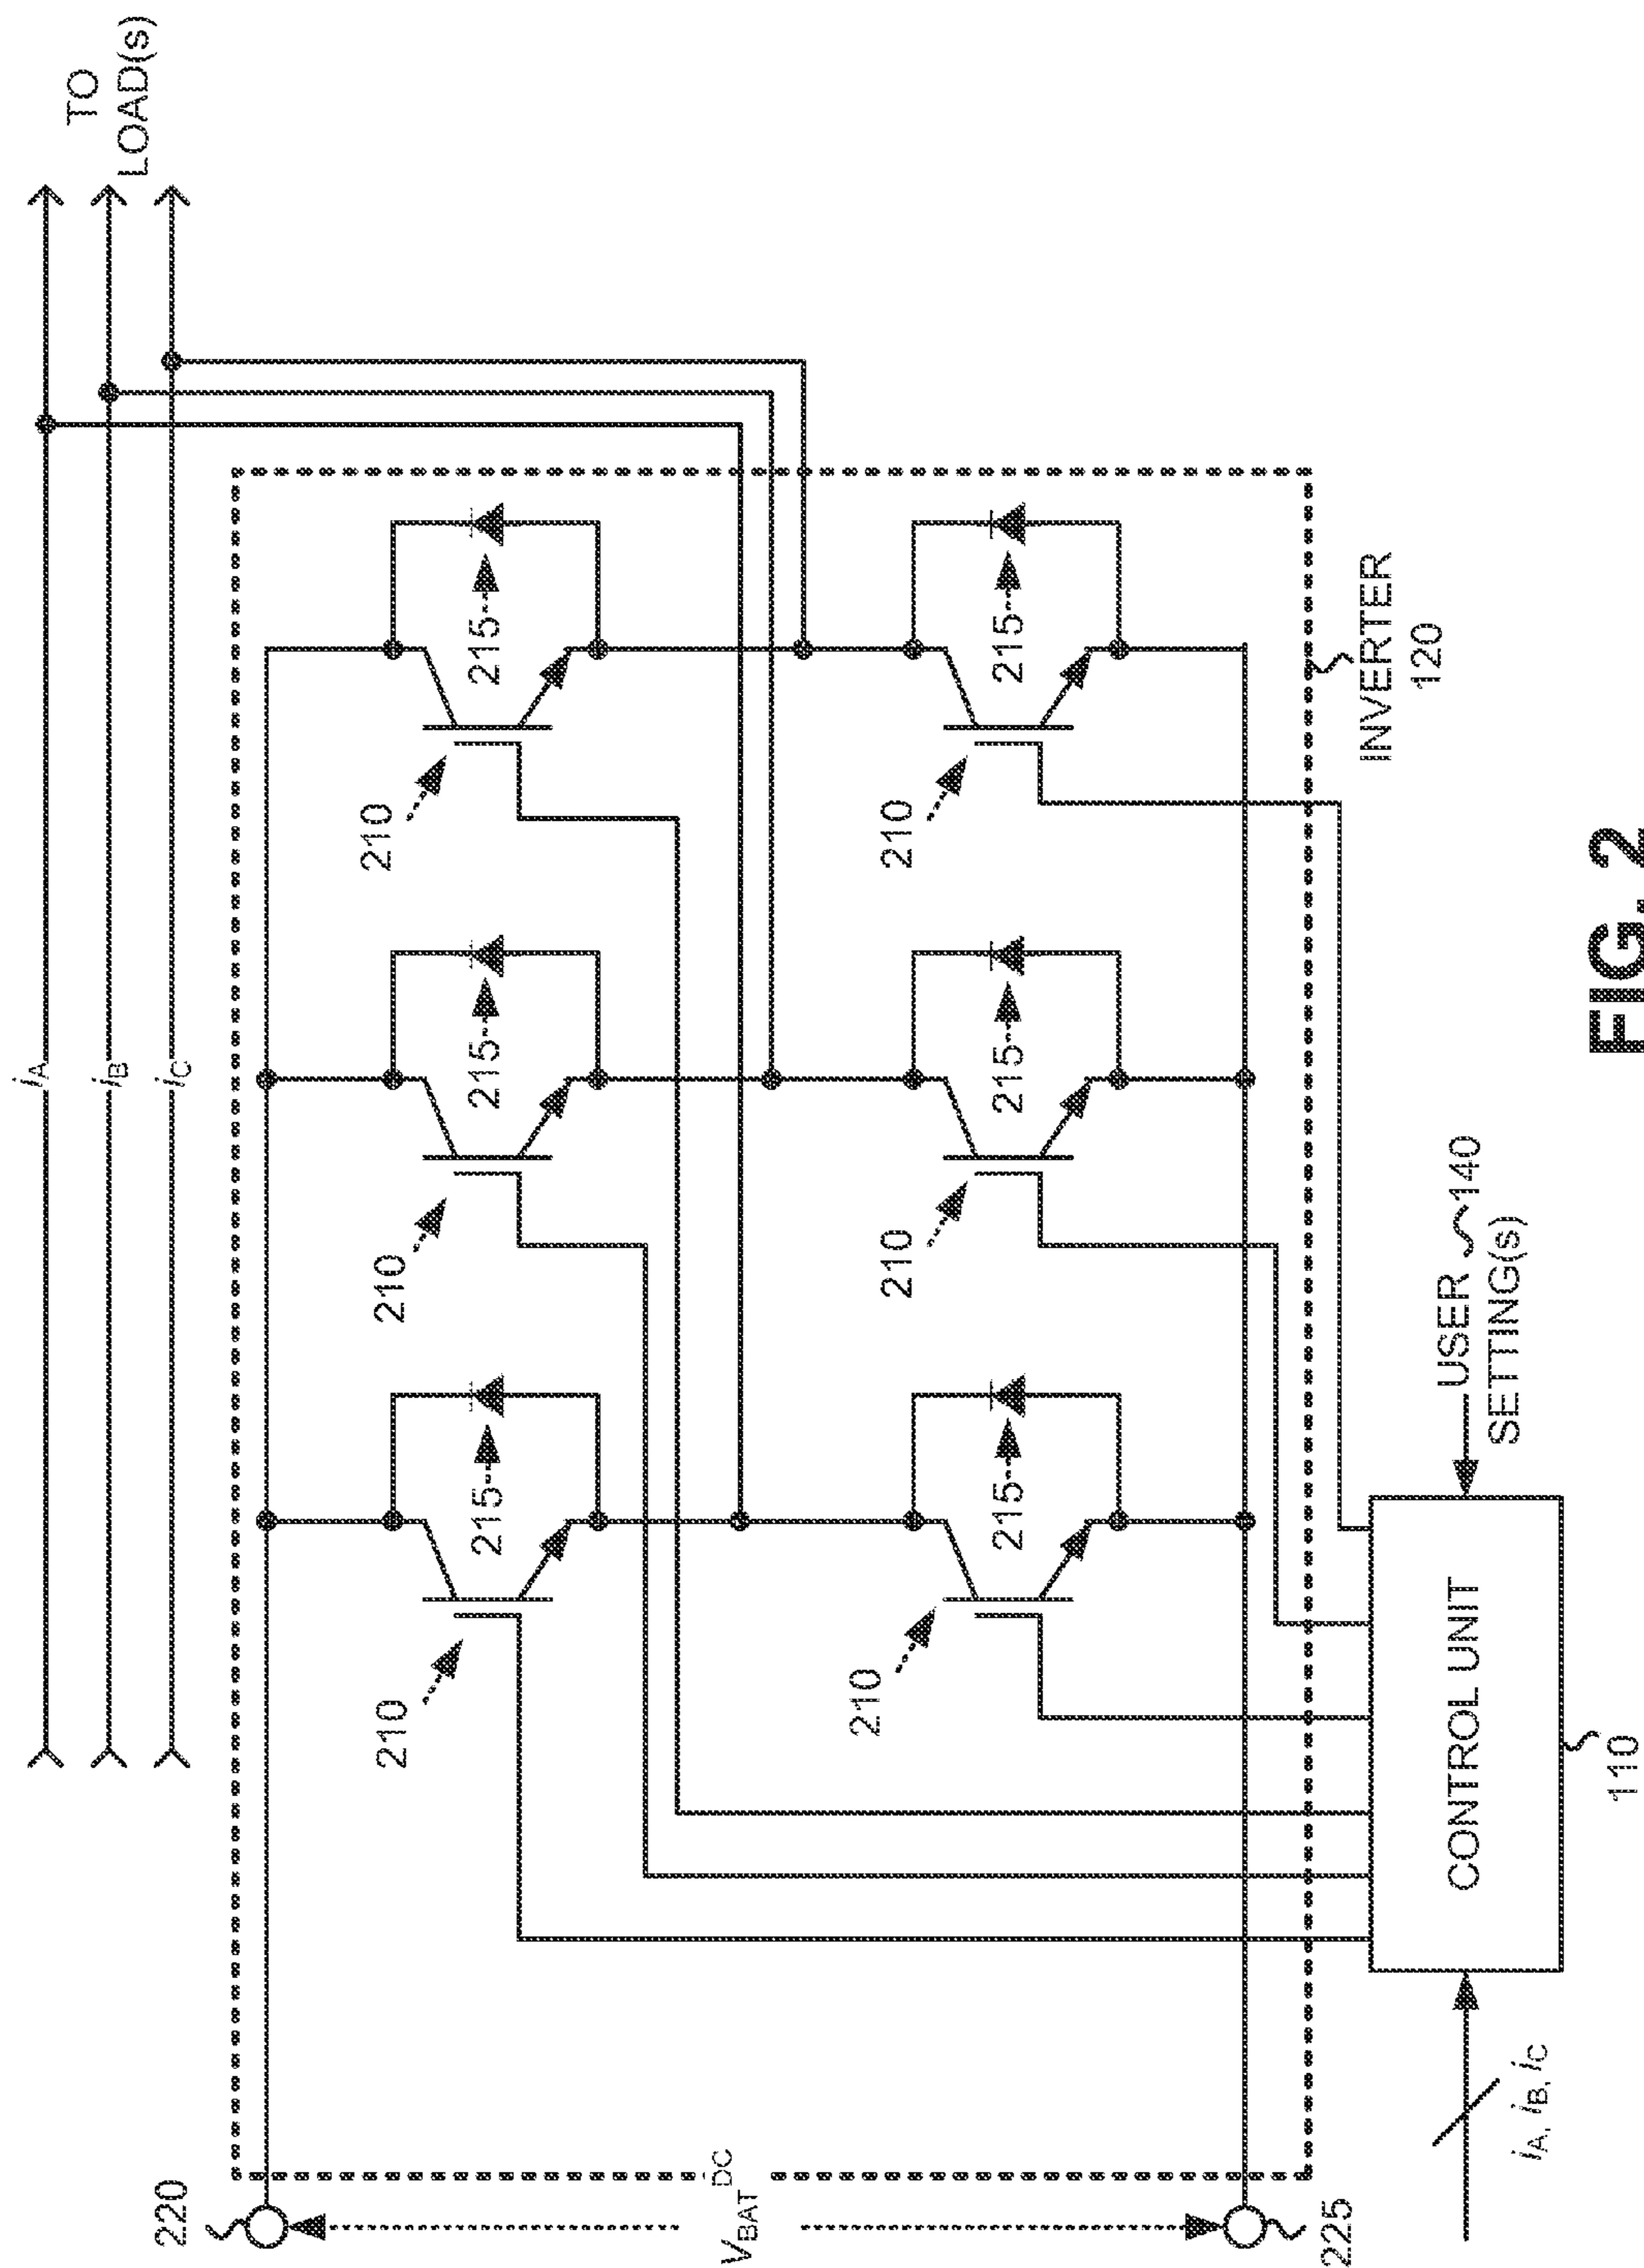 TO
LOAD(s)
iA
iB
iC
220
210
215
210
215
210
215
VBAT DC
210
215
210
215
210
215
225
INVERTER
120
USER 140
SETTING(s)
CONTROL UNIT
iA, iB, iC
110
FIG. 2